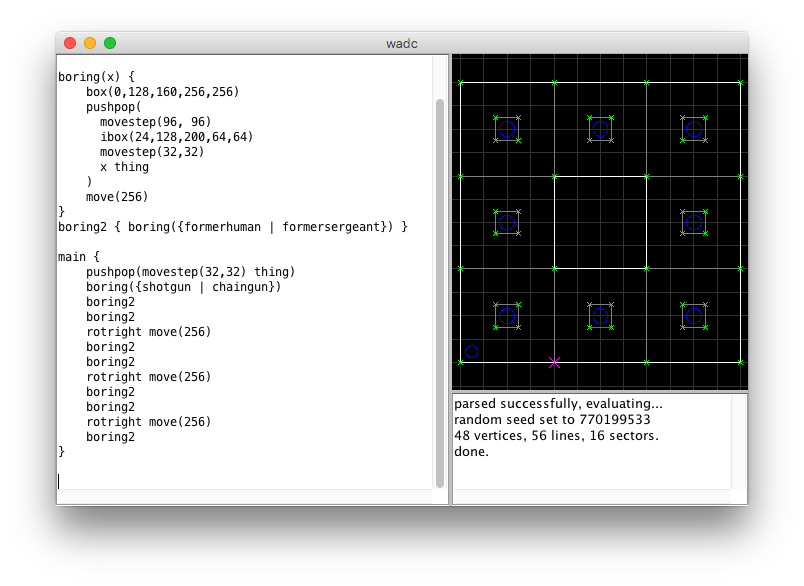 wadc
boring(x) {
    box(0,128,160,256,256)
    pushpop(
      movestep(96, 96)
      ibox(24,128,200,64,64)
      movestep(32,32)
      x thing
    )
    move(256)
}
boring2 { boring({formerhuman | formersergeant}) }
main {
    pushpop(movestep(32,32) thing)
    boring({shotgun | chaingun})
    boring2
    boring2
    rotright move(256)
    boring2
    boring2
    rotright move(256)
    boring2
    boring2
    rotright move(256)
    boring2
}
parsed successfully, evaluating...
random seed set to 770199533
48 vertices, 56 lines, 16 sectors.
done.